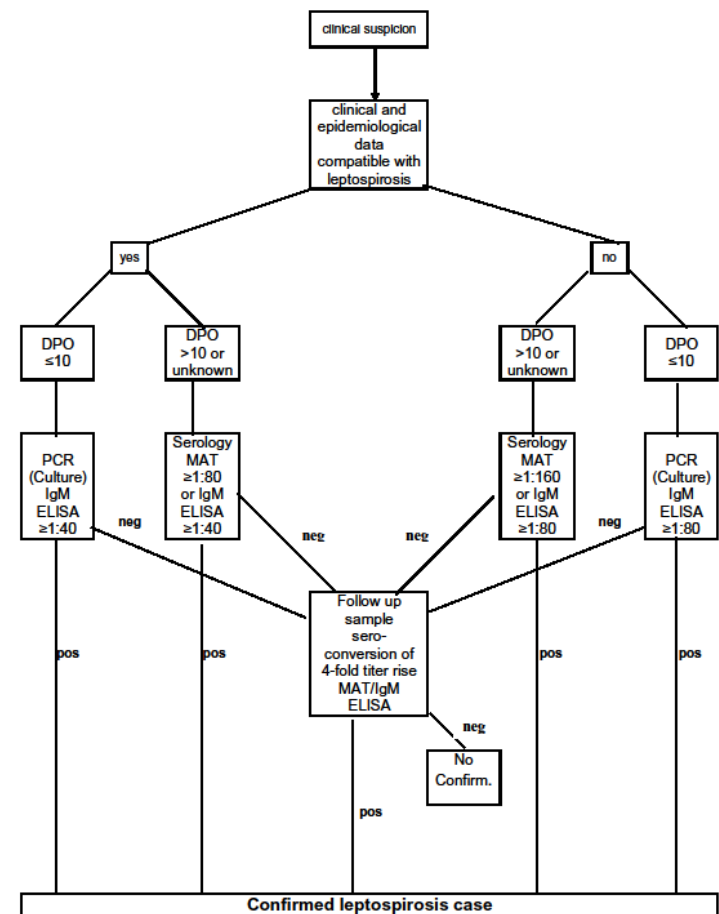 clinical suspicion
clinical and
epidemiological
data
compatible with
leptospirosis
yes
no
DPO
≤10
DPO
>10 or
unknown
DPO
>10 or
unknown
DPO
≤10
PCR
(Culture)
IgM
ELISA
≥1:40
Serology
MAT
≥1:80
or IgM
ELISA
≥1:40
Serology
MAT
≥1:160
or IgM
ELISA
≥1:80
PCR
(Culture)
IgM
ELISA
≥1:80
neg
neg
neg
neg
Follow up
sample
sero-
conversion of
4-fold titer rise
MAT/IgM
ELISA
pos
pos
pos
pos
neg
No
Confirm.
pos
Confirmed leptospirosis case